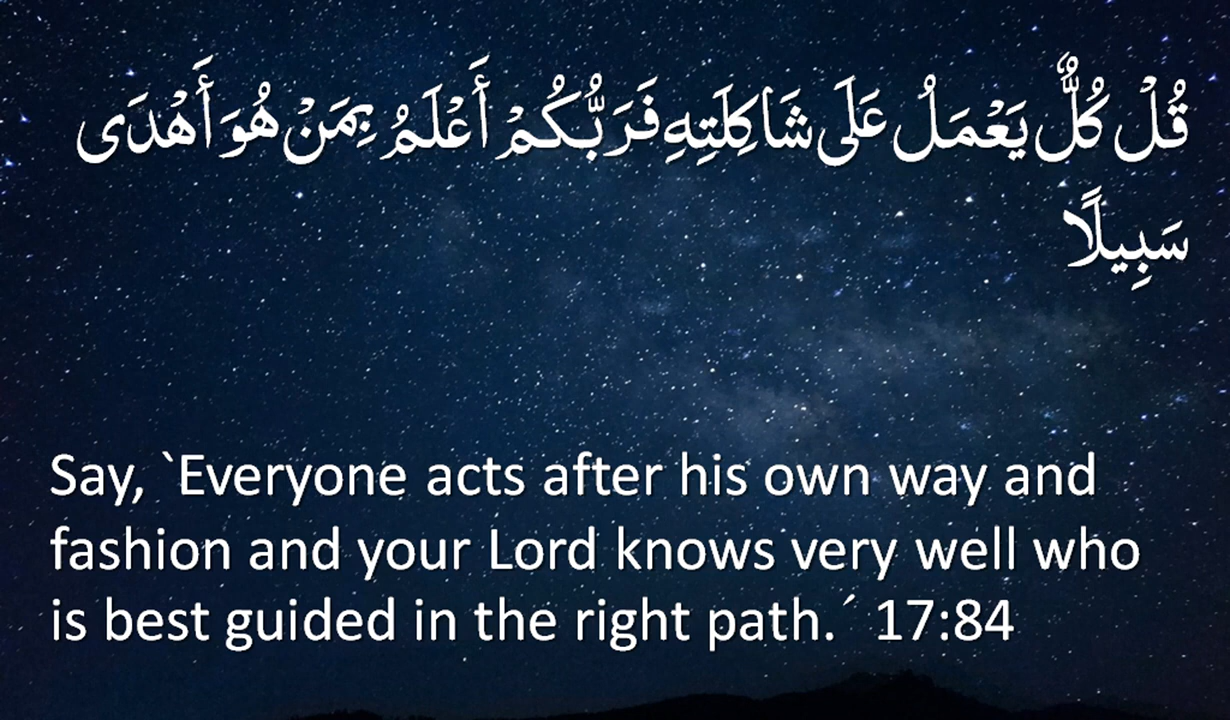 قُلْ كُلٌّ يَعْمَلُ عَلَى شَاكِلَتِهِ فَرَبُّكُمْ أَعْلَمُ بِمَنْ هُوَ أَهْدَى
سَبِيلًا
Say, `Everyone acts after his own way and
fashion and your Lord knows very well who
is best guided in the right path.´ 17:84